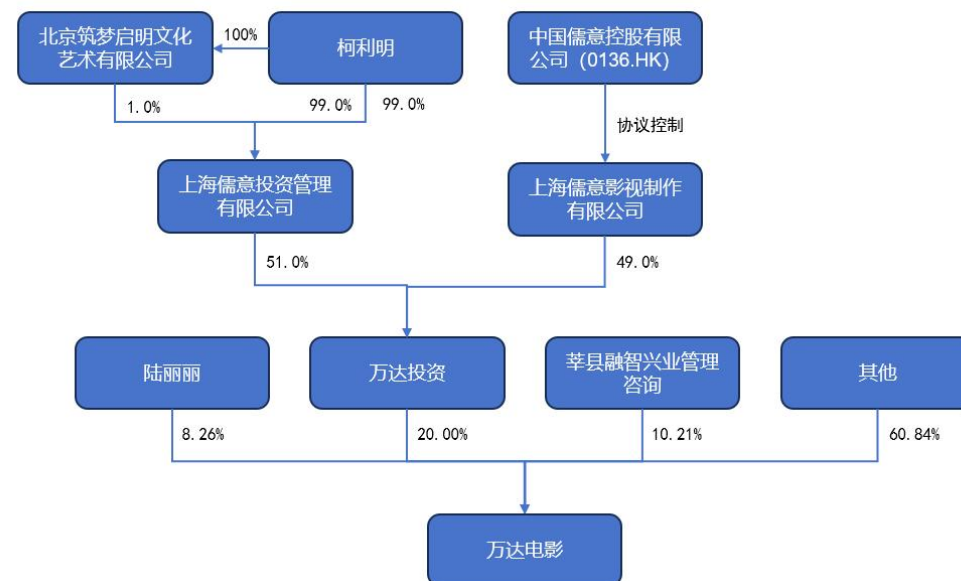 北京筑梦启明文化
艺术有限公司
100%
柯利明
中国儒意控股有限
公司（0136.HK）
1.0%
99.0%
99.0%
协议控制
上海儒意投资管理
有限公司
上海儒意影视制作
有限公司
51.0%
49.0%
陆丽丽
万达投资
莘县融智兴业管理
咨询
其他
8.26%
20.00%
10.21%
60.84%
万达电影